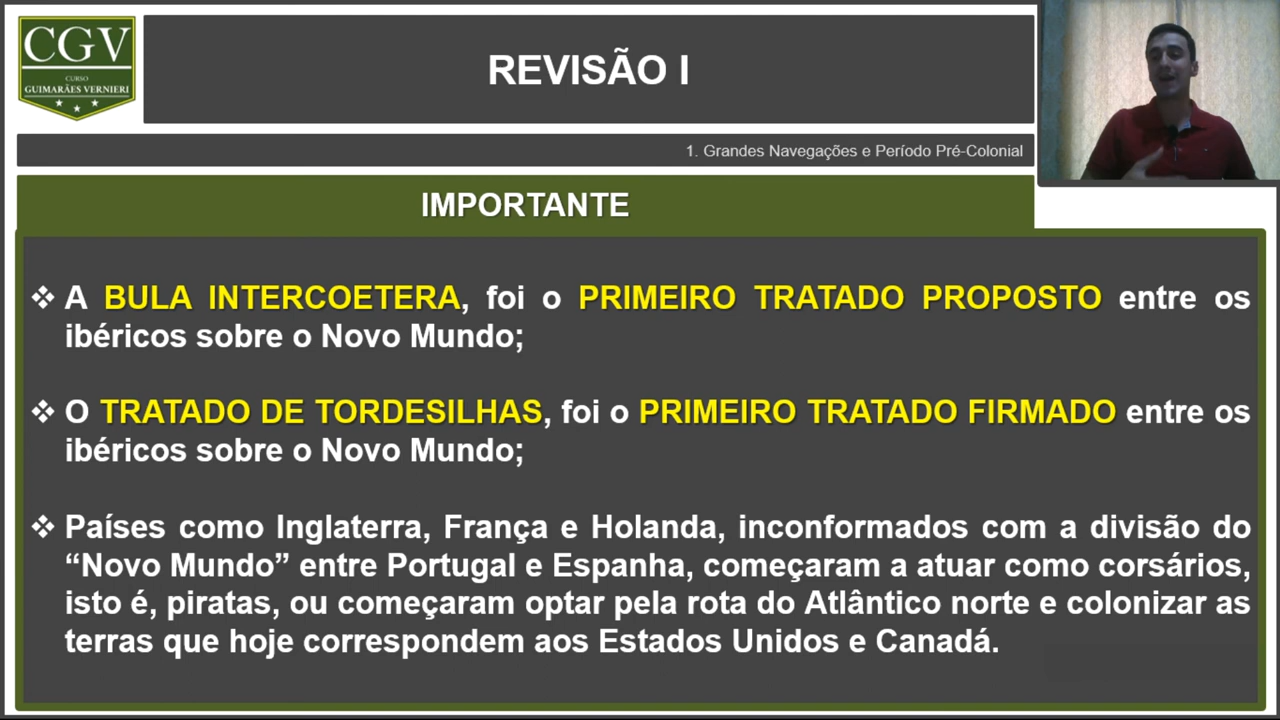 CGV
CURSO
GUIMARÃES VERNIERI
REVISÃO I
1. Grandes Navegações e Período Pré-Colonial
IMPORTANTE
❖ A BULA INTERCOETERA, foi o PRIMEIRO TRATADO PROPOSTO entre os
ibéricos sobre o Novo Mundo;
❖ O TRATADO DE TORDESILHAS, foi o PRIMEIRO TRATADO FIRMADO entre os
ibéricos sobre o Novo Mundo;
❖ Países como Inglaterra, França e Holanda, inconformados com a divisão do
“Novo Mundo” entre Portugal e Espanha, começaram a atuar como corsários,
isto é, piratas, ou começaram optar pela rota do Atlântico norte e colonizar as
terras que hoje correspondem aos Estados Unidos e Canadá.